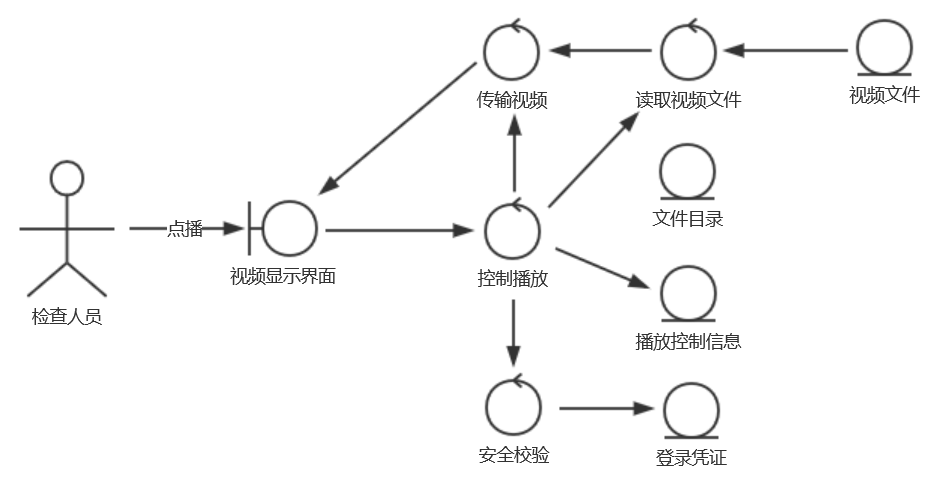 传输视频
读取视频文件
视频文件
文件目录
点播
视频显示界面
控制播放
检查人员
播放控制信息
安全校验
登录凭证